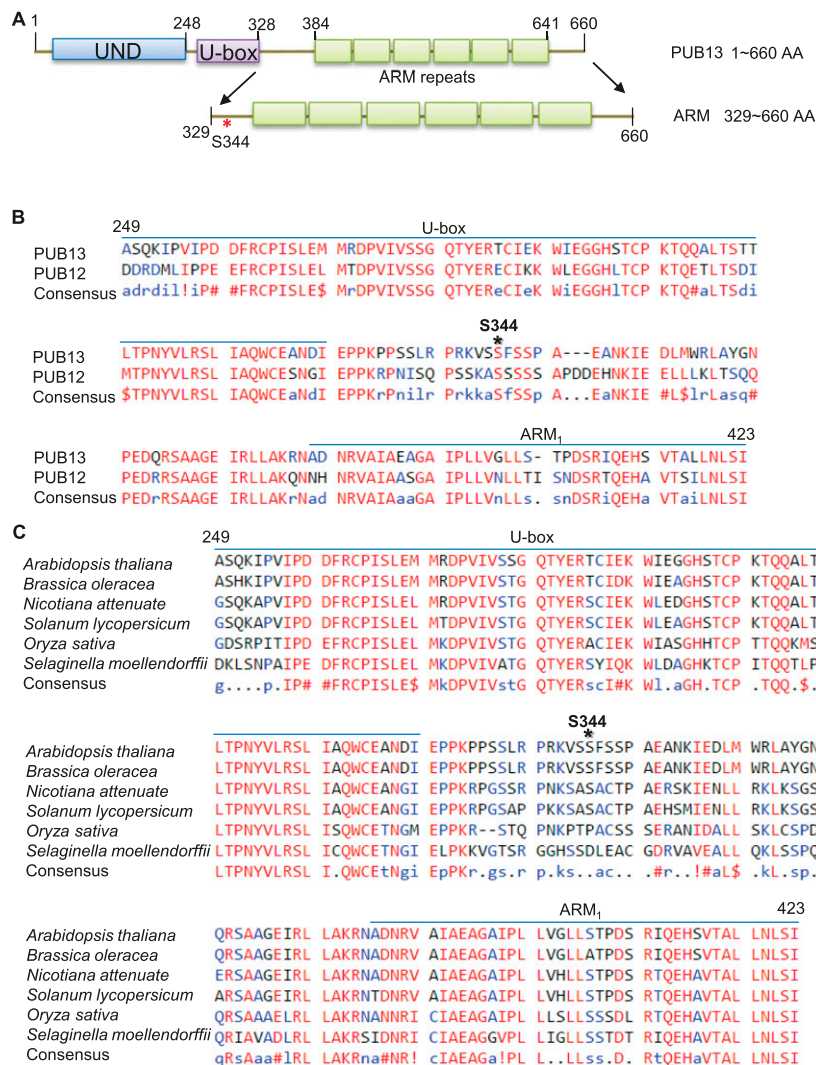 A
1 248 328 384 641 660
UND U-box PUB13 1~660 AA
ARM repeats
329 * S344 660 ARM 329~660 AA
B
249 U-box
PUB13 ASQKIPVIPD DFRCPISLEM MRDPVIVSSG QTYERTCIEK WIEGGHSTCP KTQQALTSTT
PUB12 DDRDMLIPPE EFRCPISLEL MTDPVIVSSG QTYERECIKK WLEGGHLTCP KTQETLTSDI
Consensus adrdil!iP# #FRCPISLE$ MrDPVIVSSG QTYEReCIeK WiEGGHlTCP KTQ#aLTSdi
S344
*
PUB13 LTPNYVLRSL IAQWCEANDI EPPKPPSSLR PRKVSSFSSP A---EANKIE DLMWRLAYGN
PUB12 MTPNYVLRSL IAQWCESNGI EPPKRPNISQ PSSKASSSSS APDDEHNKIE ELLLKLTSQQ
Consensus $TPNYVLRSL IAQWCEaNdI EPPKrPnilr PrkkaSfSSp A...EaNKIE #L$lrLasq#
ARM1 423
PUB13 PEDQRSAAGE IRLLAKRNAD NRVAIAEAGA IPLLVGLLS- TPDSRIQEHS VTALLNLSI
PUB12 PEDRRSAAGE IRLLAKQNNH NRVAIAASGA IPLLVNLLTI SNDSRTQEHA VTSILNLSI
Consensus PEDrRSAAGE IRLLAKrNad NRVAIAaaGA IPLLVnLLs. snDSRiQEHa VTaiLNLSI
C
249 U-box
Arabidopsis thaliana ASQKIPVIPD DFRCPISLEM MRDPVIVSSG QTYERTCIEK WIEGGHSTCP KTQQALT
Brassica oleracea ASHKIPVIPD DFRCPISLEM MRDPVIVSTG QTYERTCIDK WIEAGHSTCP KTQQALT
Nicotiana attenuate GSQKAPVIPD DFRCPISLEL MRDPVIVSTG QTYERSCIEK WLEDGHSTCP KTQQALT
Solanum lycopersicum GSQKAPVIPD DFRCPISLEL MTDPVIVSTG QTYERSCIEK WLEGGHSTCP KTQQALT
Oryza sativa GDSRPITIPD EFRCPISLEL MKDPVIVSTG QTYERACIEK WIASGHHTCP TTQQKMS
Selaginella moellendorffii DKLSNPAIPE DFRCPISLEL MKDPVIVATG QTYERSYIQK WLDAGHKTCP ITQQTLP
Consensus g....p.IP# #FRCPISLE$ MkDPVIVstG QTYERscI#K Wl.aGH.TCP .TQQ.$.
S344
*
Arabidopsis thaliana LTPNYVLRSL IAQWCEANDI EPPKPPSSLR PRKVSSFSSP AEANKIEDLM WRLAYGN
Brassica oleracea LTPNYVLRSL IAQWCEANDI EPPKPPSSLR PRKVSSFSSP AEANKIEDLM WRLAYGN
Nicotiana attenuate LTPNYVLRSL IAQWCEANGI EPPKRPGSSR PNKSASACTP AERSKIENLL RKLKSGS
Solanum lycopersicum LTPNYVLRSL IAQWCEANGI EPPKRPGSAP PKKSASACTP AEHSMIENLL RKLKSGS
Oryza sativa LTPNYVLRSL ISQWCETNGM EPPKR--STQ PNKPTPACSS SERANIDALL SKLCSPD
Selaginella moellendorffii LTPNYVLRSL ICQWCETNGI ELPKKVGTSR GGHSSDLEACG GDRVAVEALL QKLSSPQ
Consensus LTPNYVLRSL I.QWCEtNgi EpPKr.gs.r p.ks..ac.. .#r..!#aL$ .kL.sp.
ARM1 423
Arabidopsis thaliana QRSAAGEIRL LAKRNADNRV AIAEAGAIPL LVGLLSTPDS RIQEHSVTAL LNLSI
Brassica oleracea QRSAAGEIRL LAKRNADNRV AIAEAGAIPL LVGLLATPDS RIQEHSVTAL LNLSI
Nicotiana attenuate ERSAAGEIRL LAKRNADNRV AIAEAGAIPL LVHLLSTPDS RTQEHAVTAL LNLSI
Solanum lycopersicum ARSAAGEIRL LAKRNTDNRV AIAEAGAIPL LVHLLSTPDS RTQEHAVTAL LNLSI
Oryza sativa QRSAAAELRL LAKRNANNRI CIAEAGAIPL LLSLLSSSDL RTQEHAVTAL LNLSI
Selaginella moellendorffii QRIAVADLRL LAKRSIDNRI CIAEAGGVPL LIGLLSSTDT RIQEHAVTAL LNLSI
Consensus qRsAaa#lRL LAKRna#NR! cIAEAGa!PL L..LLss.D. RtQEHaVTAL LNLSI